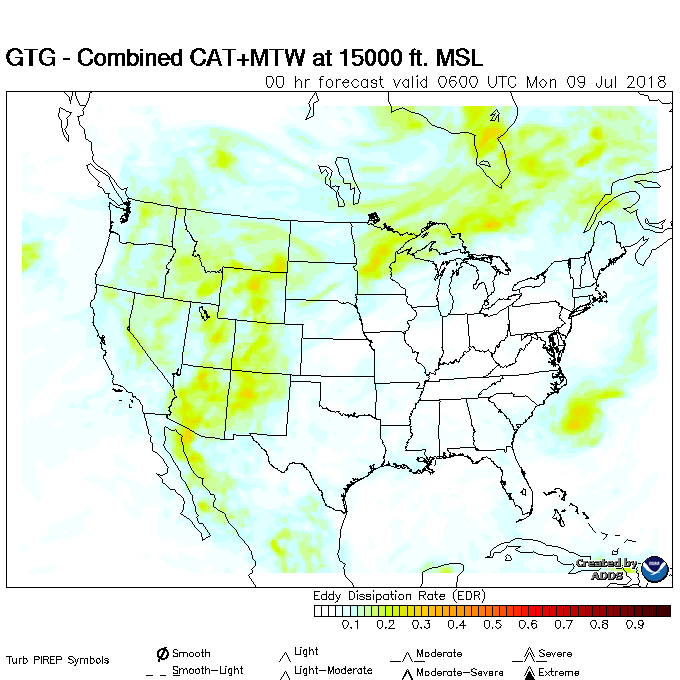 GTG - Combined CAT+MTW at 15000 ft. MSL
00 hr forecast valid 0600 UTC Mon 09 Jul 2018
Created by
ADDS
Eddy Dissipation Rate (EDR)
0.1 0.2 0.3 0.4 0.5 0.6 0.7 0.8 0.9
Turb PIREP Symbols
Smooth Light Moderate Severe
Smooth-Light Light-Moderate Moderate-Severe Extreme